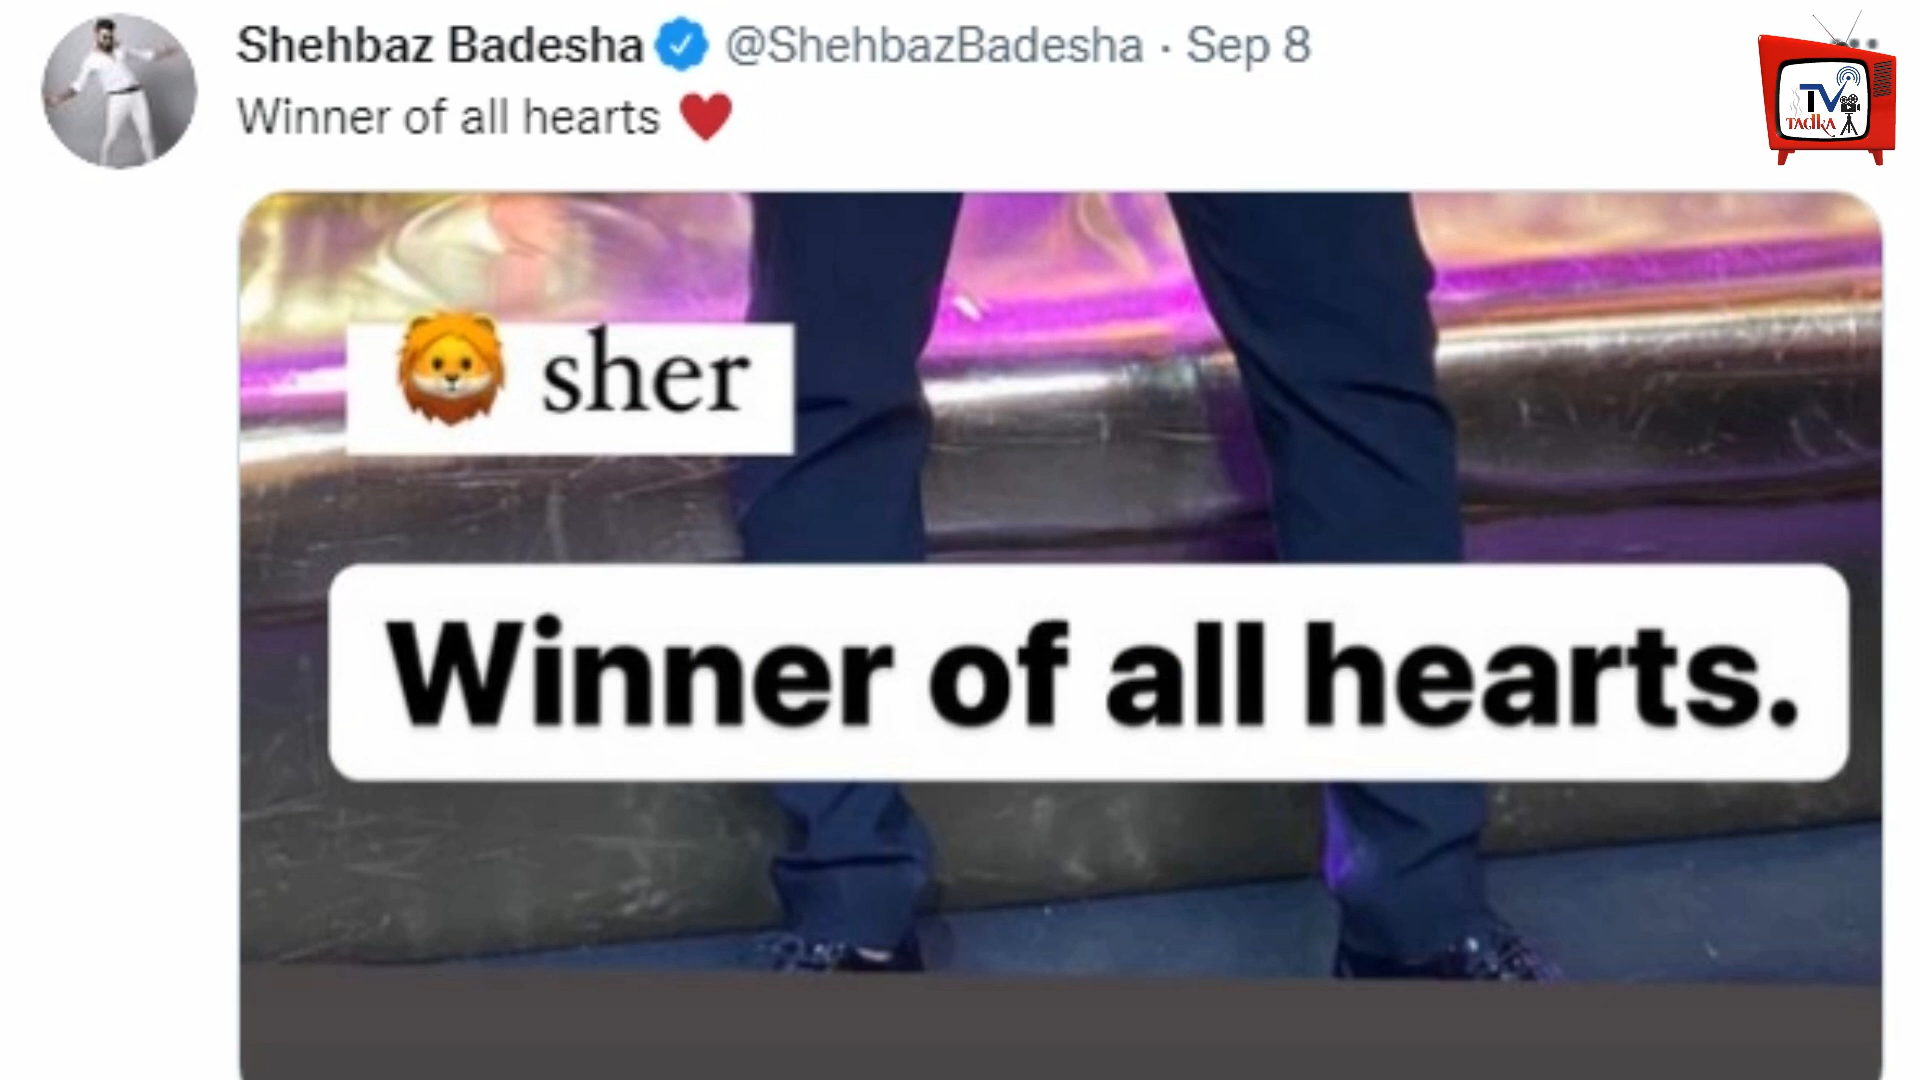 Shehbaz Badesha @ShehbazBadesha · Sep 8
Winner of all hearts ❤️
TV
TADKA
🦁 sher
Winner of all hearts.